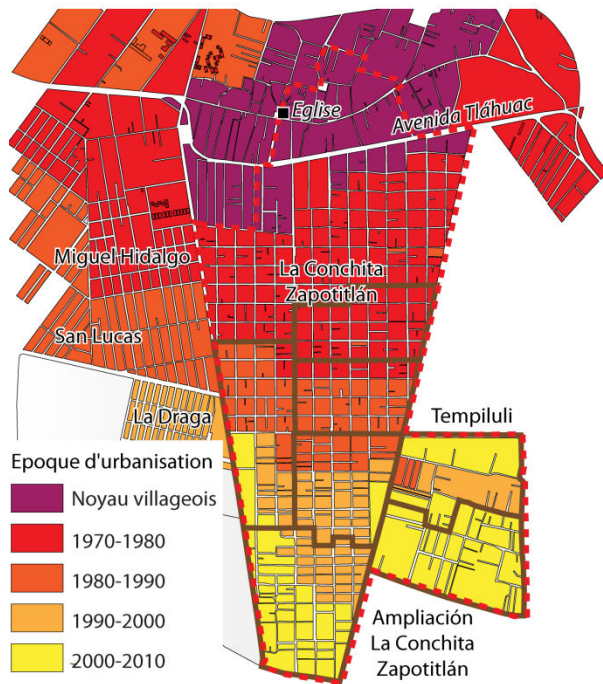 Eglise
Avenida Tláhuac
Miguel Hidalgo
La Conchita
Zapotitlán
San Lucas
La Draga
Tempiluli
Epoque d'urbanisation
Noyau villageois
1970-1980
1980-1990
1990-2000
2000-2010
Ampliación
La Conchita
Zapotitlán